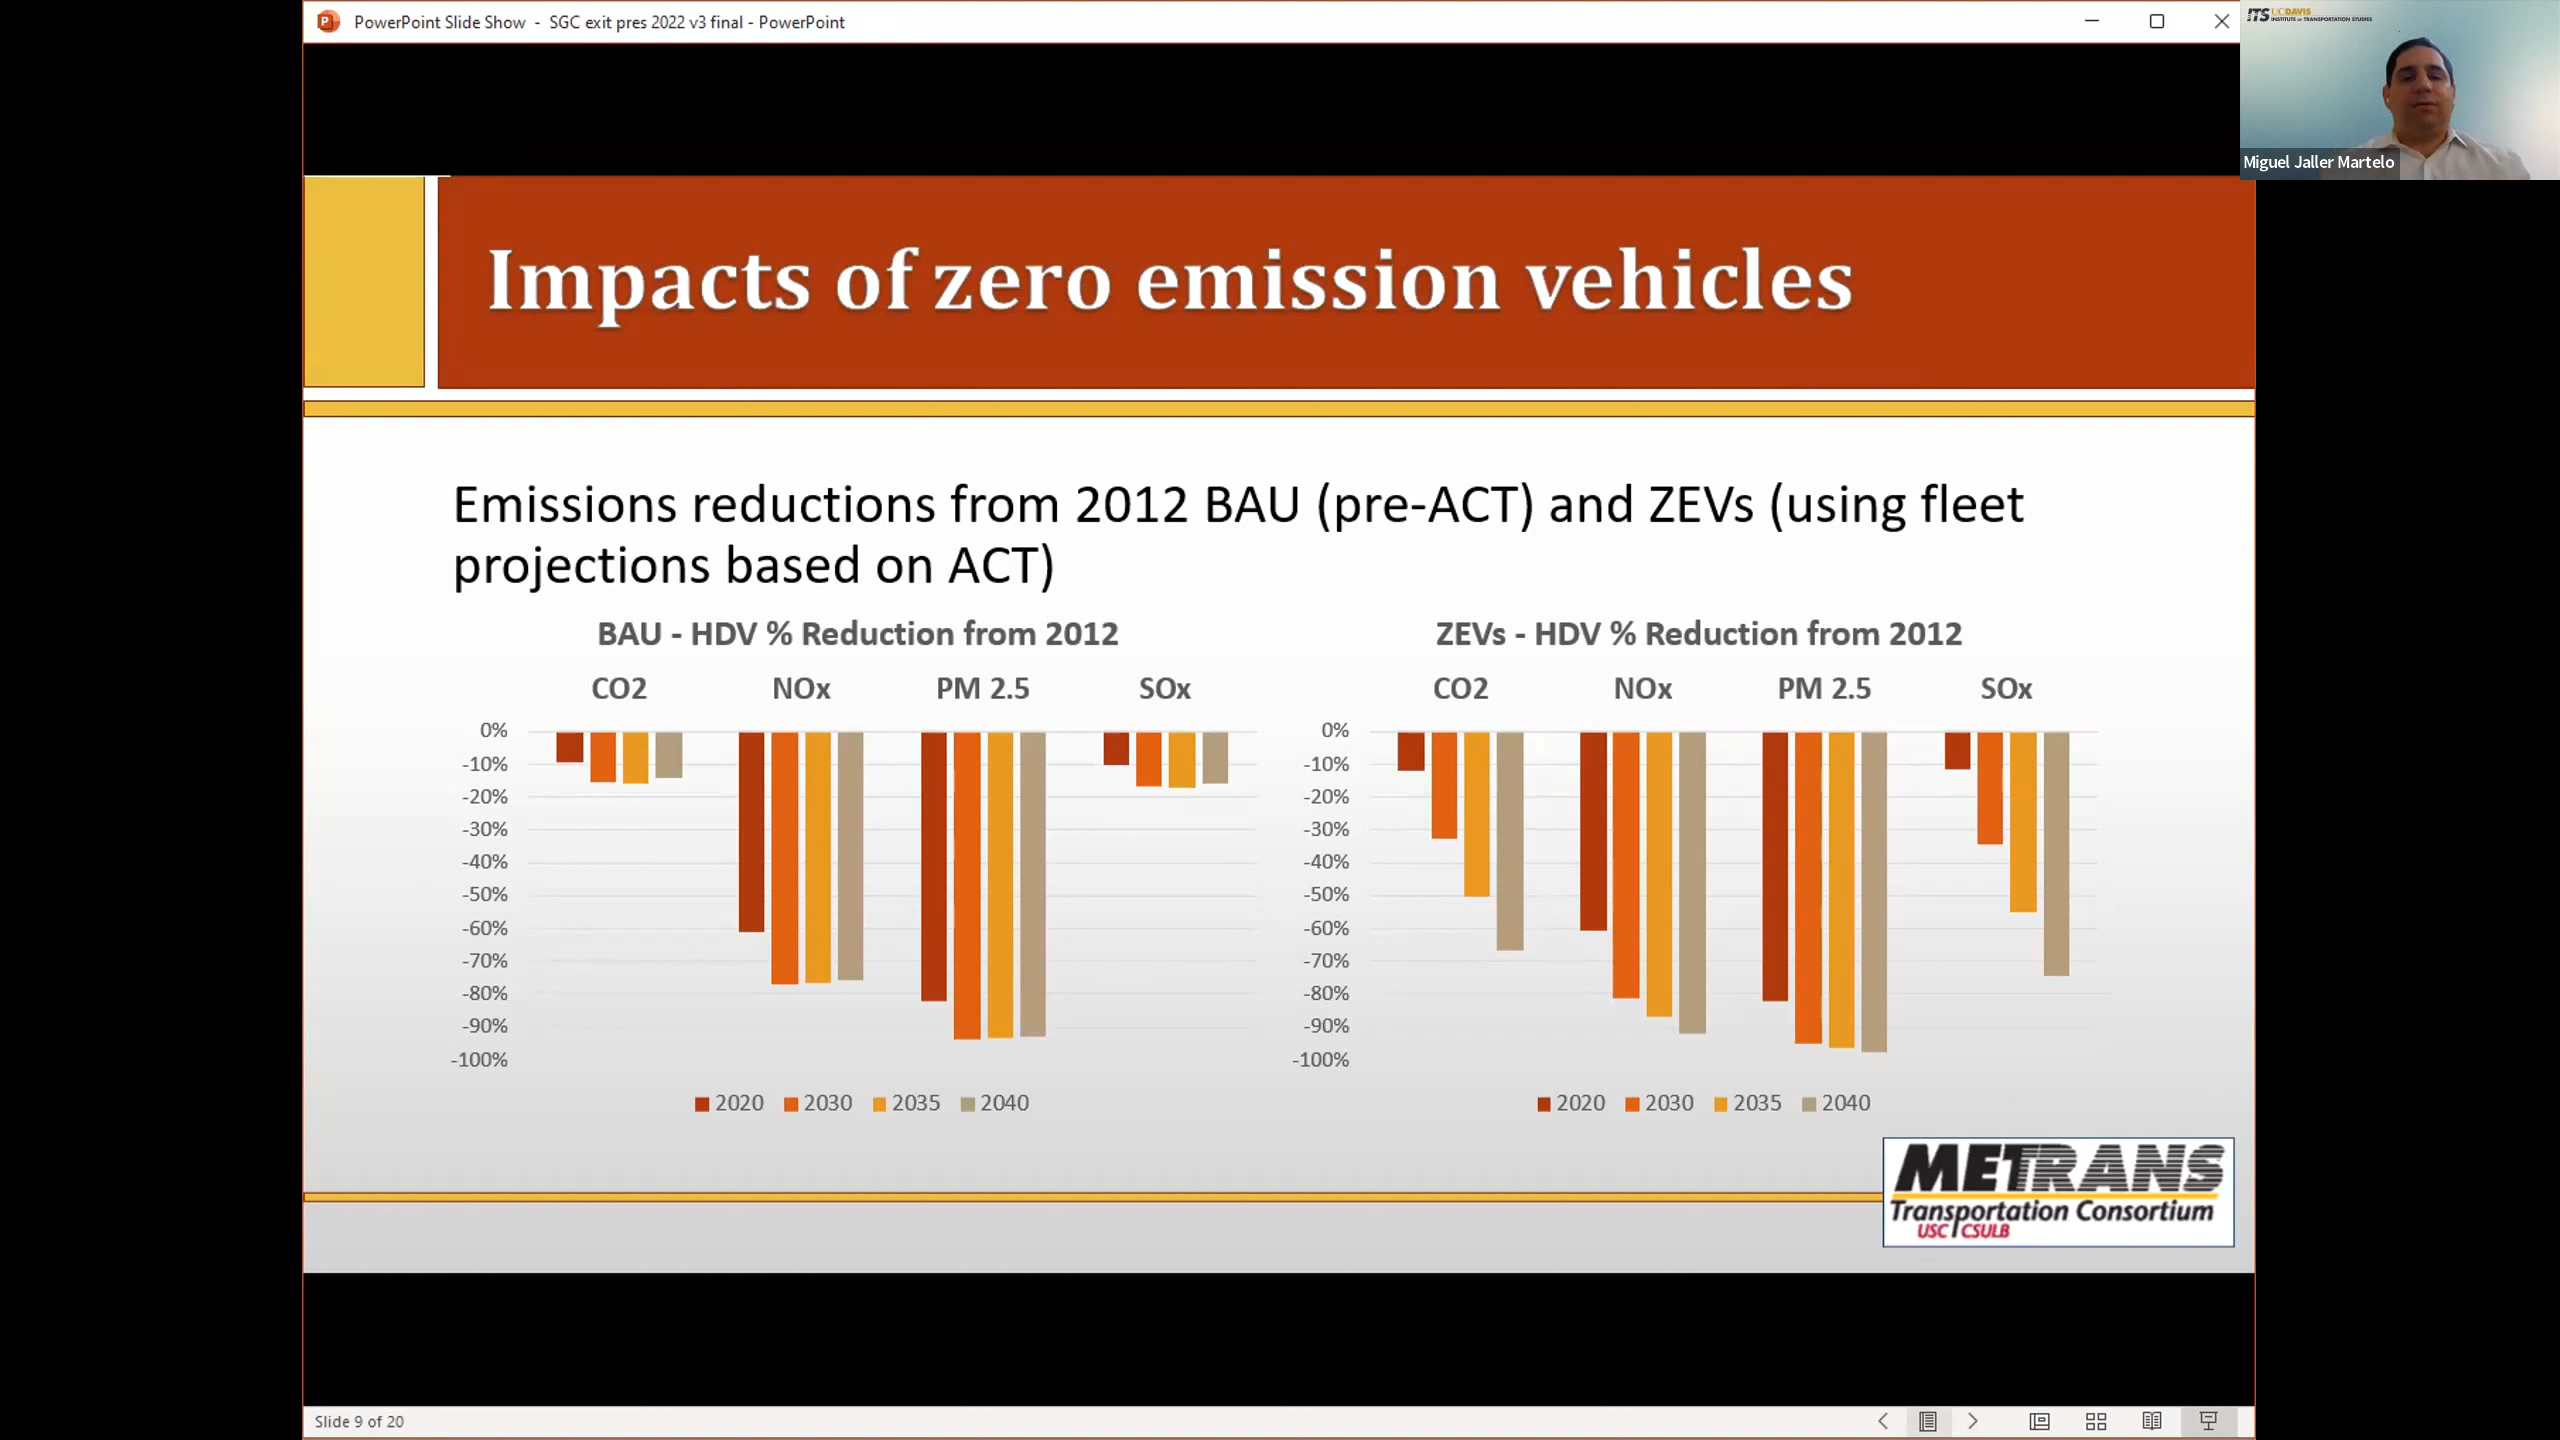 PowerPoint Slide Show - SGC exit pres 2022 v3 final - PowerPoint
ITS UCDAVIS
INSTITUTE OF TRANSPORTATION STUDIES
Miguel Jaller Martelo
Impacts of zero emission vehicles
Emissions reductions from 2012 BAU (pre-ACT) and ZEVs (using fleet
projections based on ACT)
BAU - HDV % Reduction from 2012
CO2 NOx PM 2.5 SOx
0%
-10%
-20%
-30%
-40%
-50%
-60%
-70%
-80%
-90%
-100%
2020 2030 2035 2040
ZEVs - HDV % Reduction from 2012
CO2 NOx PM 2.5 SOx
0%
-10%
-20%
-30%
-40%
-50%
-60%
-70%
-80%
-90%
-100%
2020 2030 2035 2040
METRANS
Transportation Consortium
USC CSULB
Slide 9 of 20